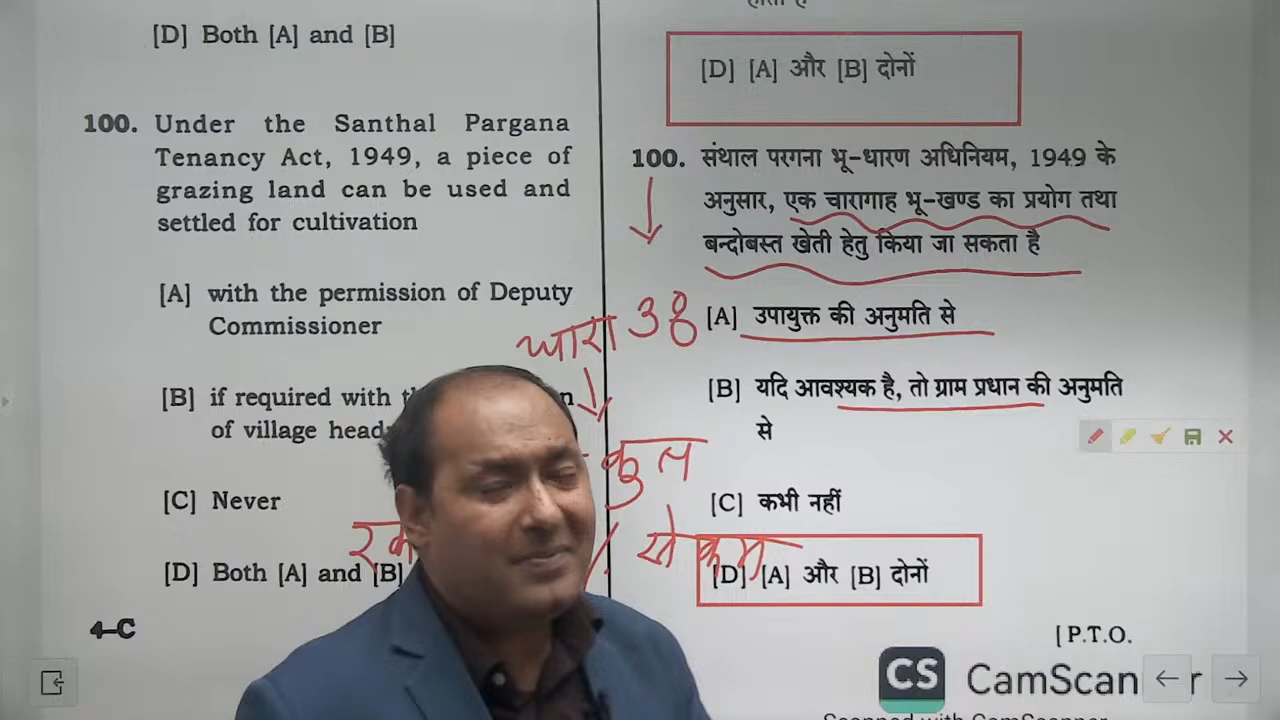 [D] Both [A] and [B]
100. Under the Santhal Pargana
Tenancy Act, 1949, a piece of
grazing land can be used and
settled for cultivation
[A] with the permission of Deputy
Commissioner
[B] if required with
of village head
[C] Never
[D] Both [A] and [B]
4-C
होता है
[D] [A] और [B] दोनों
100. संथाल परगना भू-धारण अधिनियम, 1949 के
अनुसार, एक चारागाह भू-खण्ड का प्रयोग तथा
बन्दोबस्त खेती हेतु किया जा सकता है
[A] उपायुक्त की अनुमति से
[B] यदि आवश्यक है, तो ग्राम प्रधान की अनुमति
से
[C] कभी नहीं
[D] [A] और [B] दोनों
[P.T.O.
धारा 38
कुल
से कम
CS CamScanner